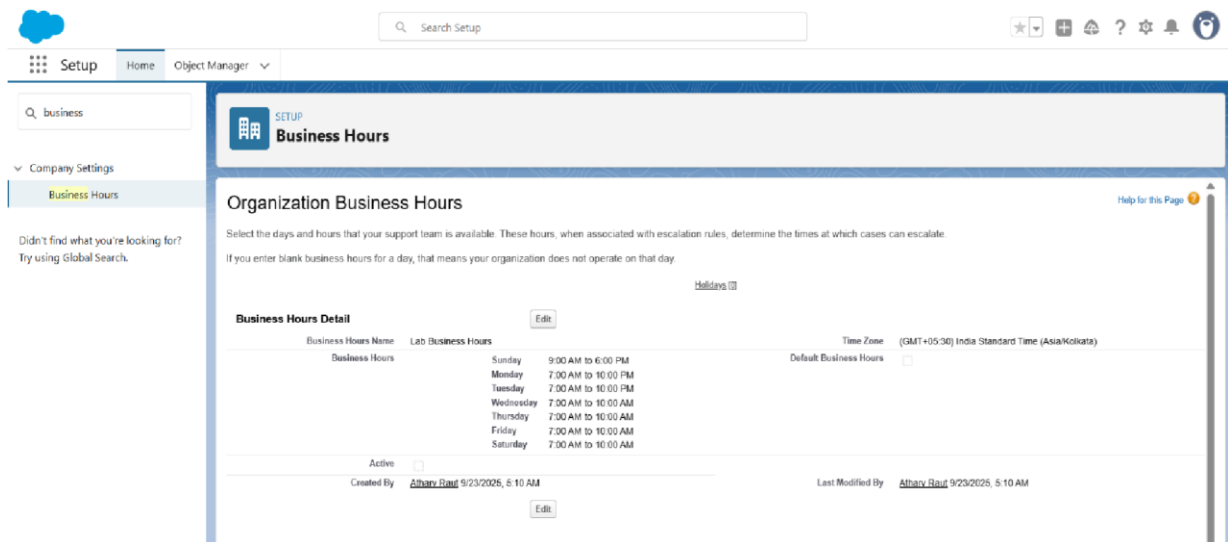 Search Setup
Setup Home Object Manager
business
SETUP
Business Hours
Company Settings
Business Hours
Didn't find what you're looking for?
Try using Global Search.
Organization Business Hours
Help for this Page
Select the days and hours that your support team is available. These hours, when associated with escalation rules, determine the times at which cases can escalate.
If you enter blank business hours for a day, that means your organization does not operate on that day.
Holidays [0]
Business Hours Detail Edit
Business Hours Name Lab Business Hours Time Zone (GMT+05:30) India Standard Time (Asia/Kolkata)
Business Hours Sunday 9:00 AM to 6:00 PM Default Business Hours
Monday 7:00 AM to 10:00 PM
Tuesday 7:00 AM to 10:00 PM
Wednesday 7:00 AM to 10:00 AM
Thursday 7:00 AM to 10:00 AM
Friday 7:00 AM to 10:00 AM
Saturday 7:00 AM to 10:00 AM
Active
Created By Atharv Raut 9/23/2025, 5:10 AM Last Modified By Atharv Raut 9/23/2025, 5:10 AM
Edit